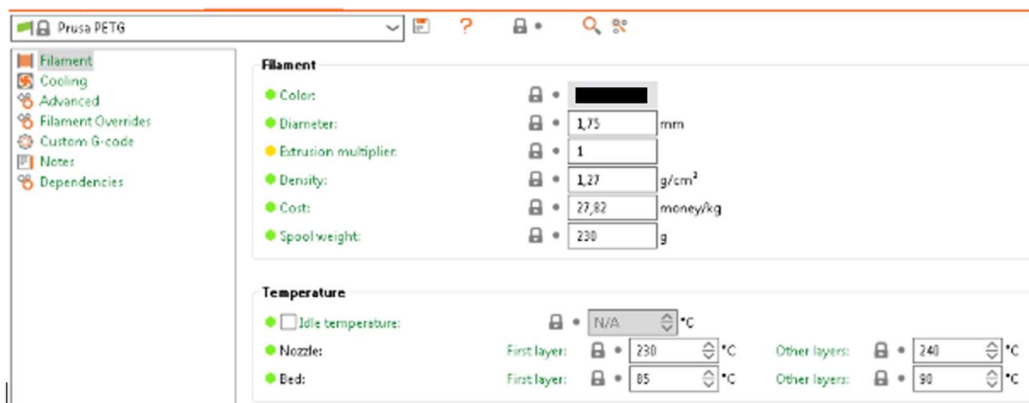 Prusa PETG
Filament
Cooling
Advanced
Filament Overrides
Custom G-code
Notes
Dependencies
Filament
Color:
Diameter: 1,75 mm
Extrusion multiplier: 1
Density: 1,27 g/cm³
Cost: 27,82 money/kg
Spool weight: 230 g
Temperature
Idle temperature: N/A °C
Nozzle: First layer: 230 °C Other layers: 240 °C
Bed: First layer: 85 °C Other layers: 90 °C